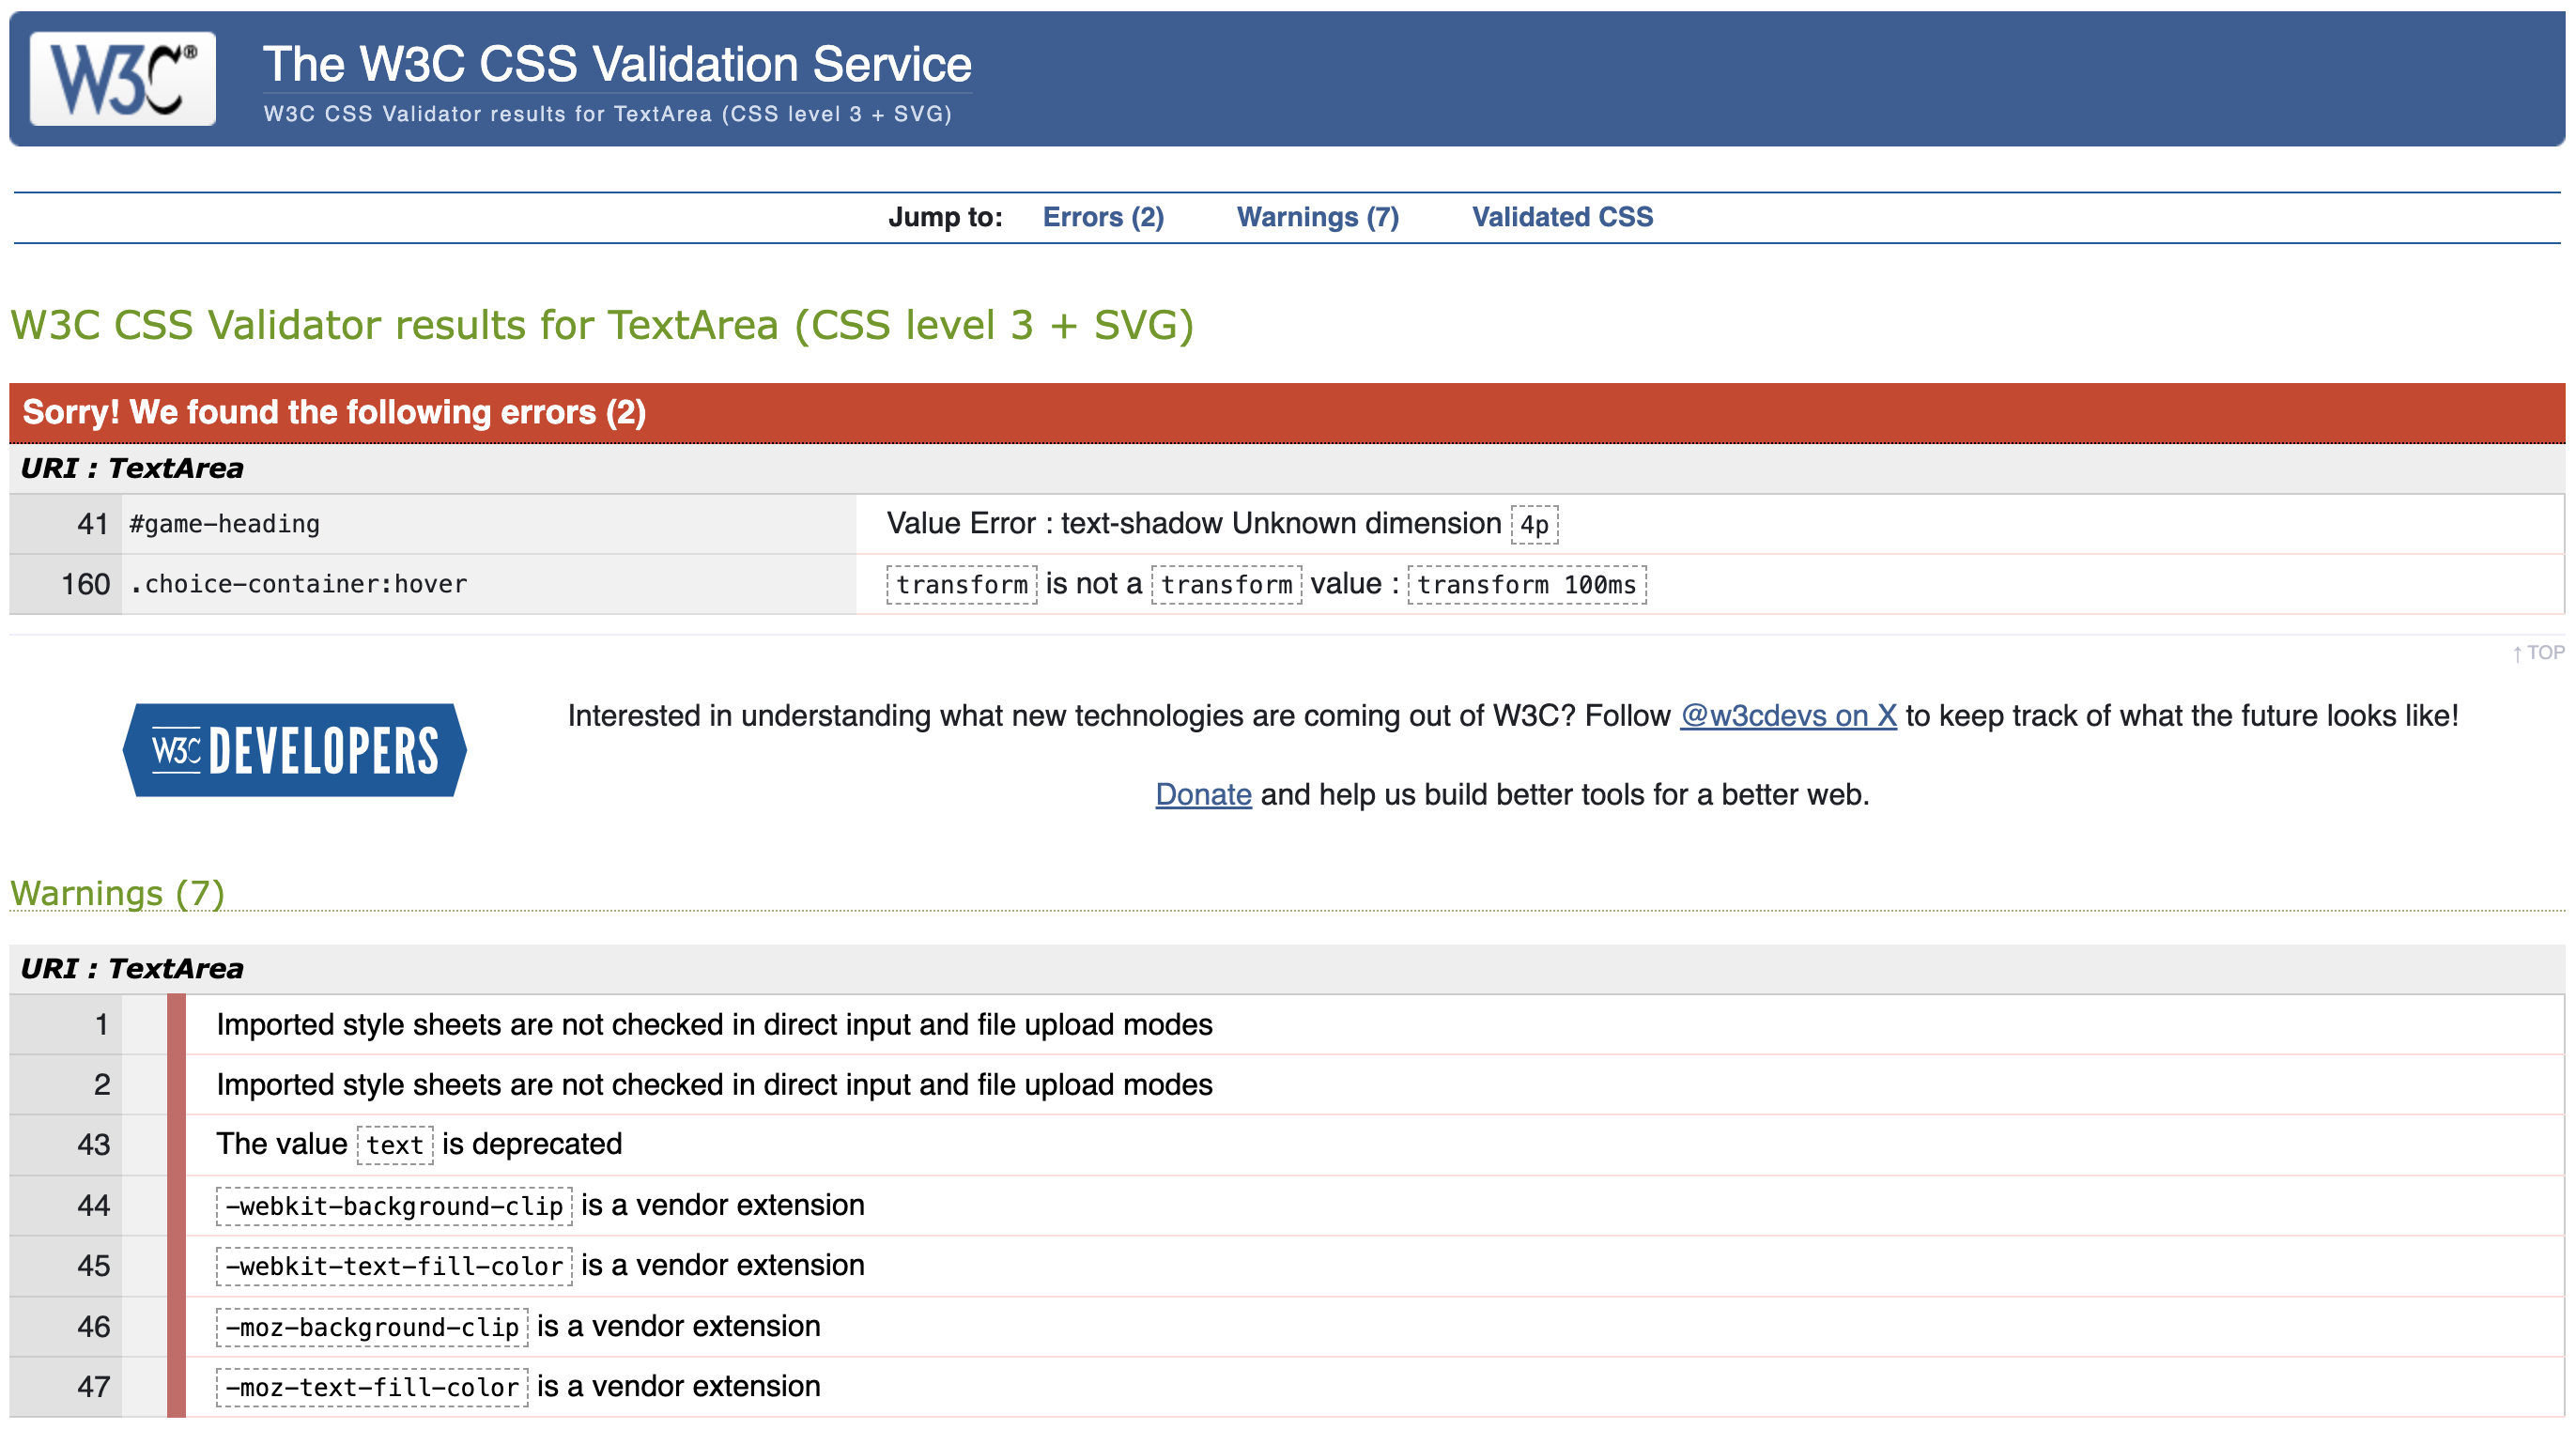 W3C®
The W3C CSS Validation Service
W3C CSS Validator results for TextArea (CSS level 3 + SVG)
Jump to: Errors (2) Warnings (7) Validated CSS
W3C CSS Validator results for TextArea (CSS level 3 + SVG)
Sorry! We found the following errors (2)
URI : TextArea
41 #game-heading Value Error : text-shadow Unknown dimension 4p
160 .choice-container:hover transform is not a transform value : transform 100ms
↑ TOP
W3C DEVELOPERS
Interested in understanding what new technologies are coming out of W3C? Follow @w3cdevs on X to keep track of what the future looks like!
Donate and help us build better tools for a better web.
Warnings (7)
URI : TextArea
1 Imported style sheets are not checked in direct input and file upload modes
2 Imported style sheets are not checked in direct input and file upload modes
43 The value text is deprecated
44 -webkit-background-clip is a vendor extension
45 -webkit-text-fill-color is a vendor extension
46 -moz-background-clip is a vendor extension
47 -moz-text-fill-color is a vendor extension